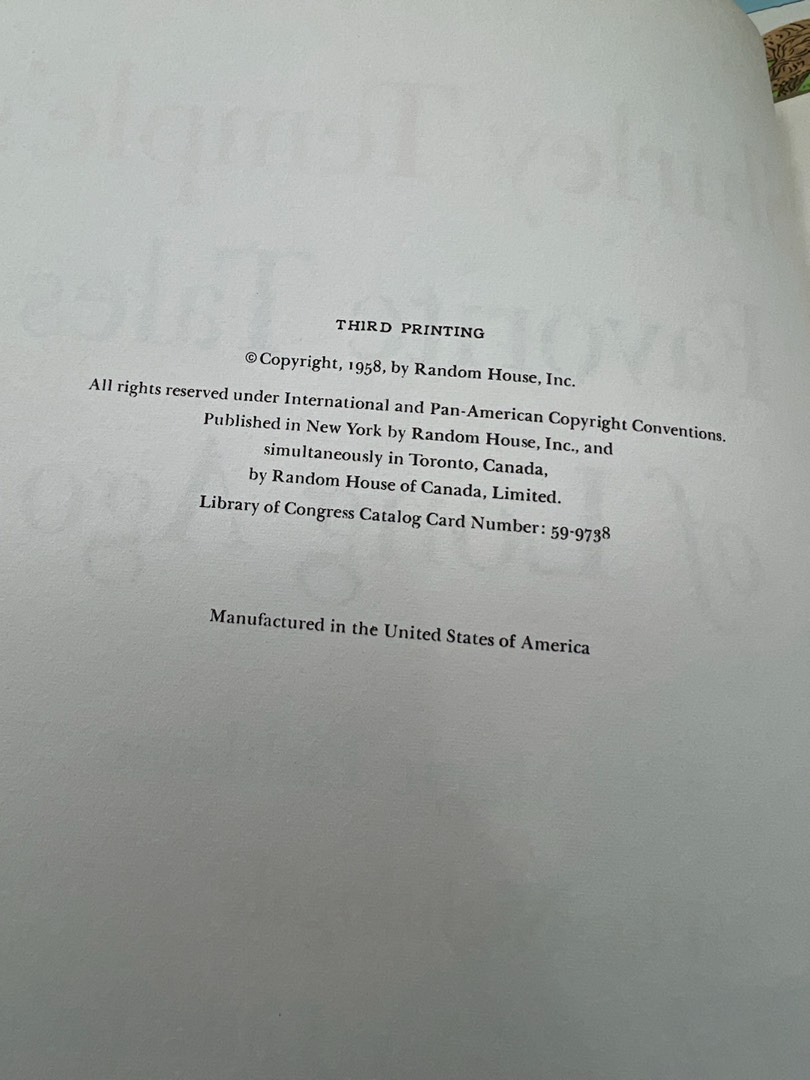 THIRD PRINTING
© Copyright, 1958, by Random House, Inc.
All rights reserved under International and Pan-American Copyright Conventions.
Published in New York by Random House, Inc., and
simultaneously in Toronto, Canada,
by Random House of Canada, Limited.
Library of Congress Catalog Card Number: 59-9738
Manufactured in the United States of America